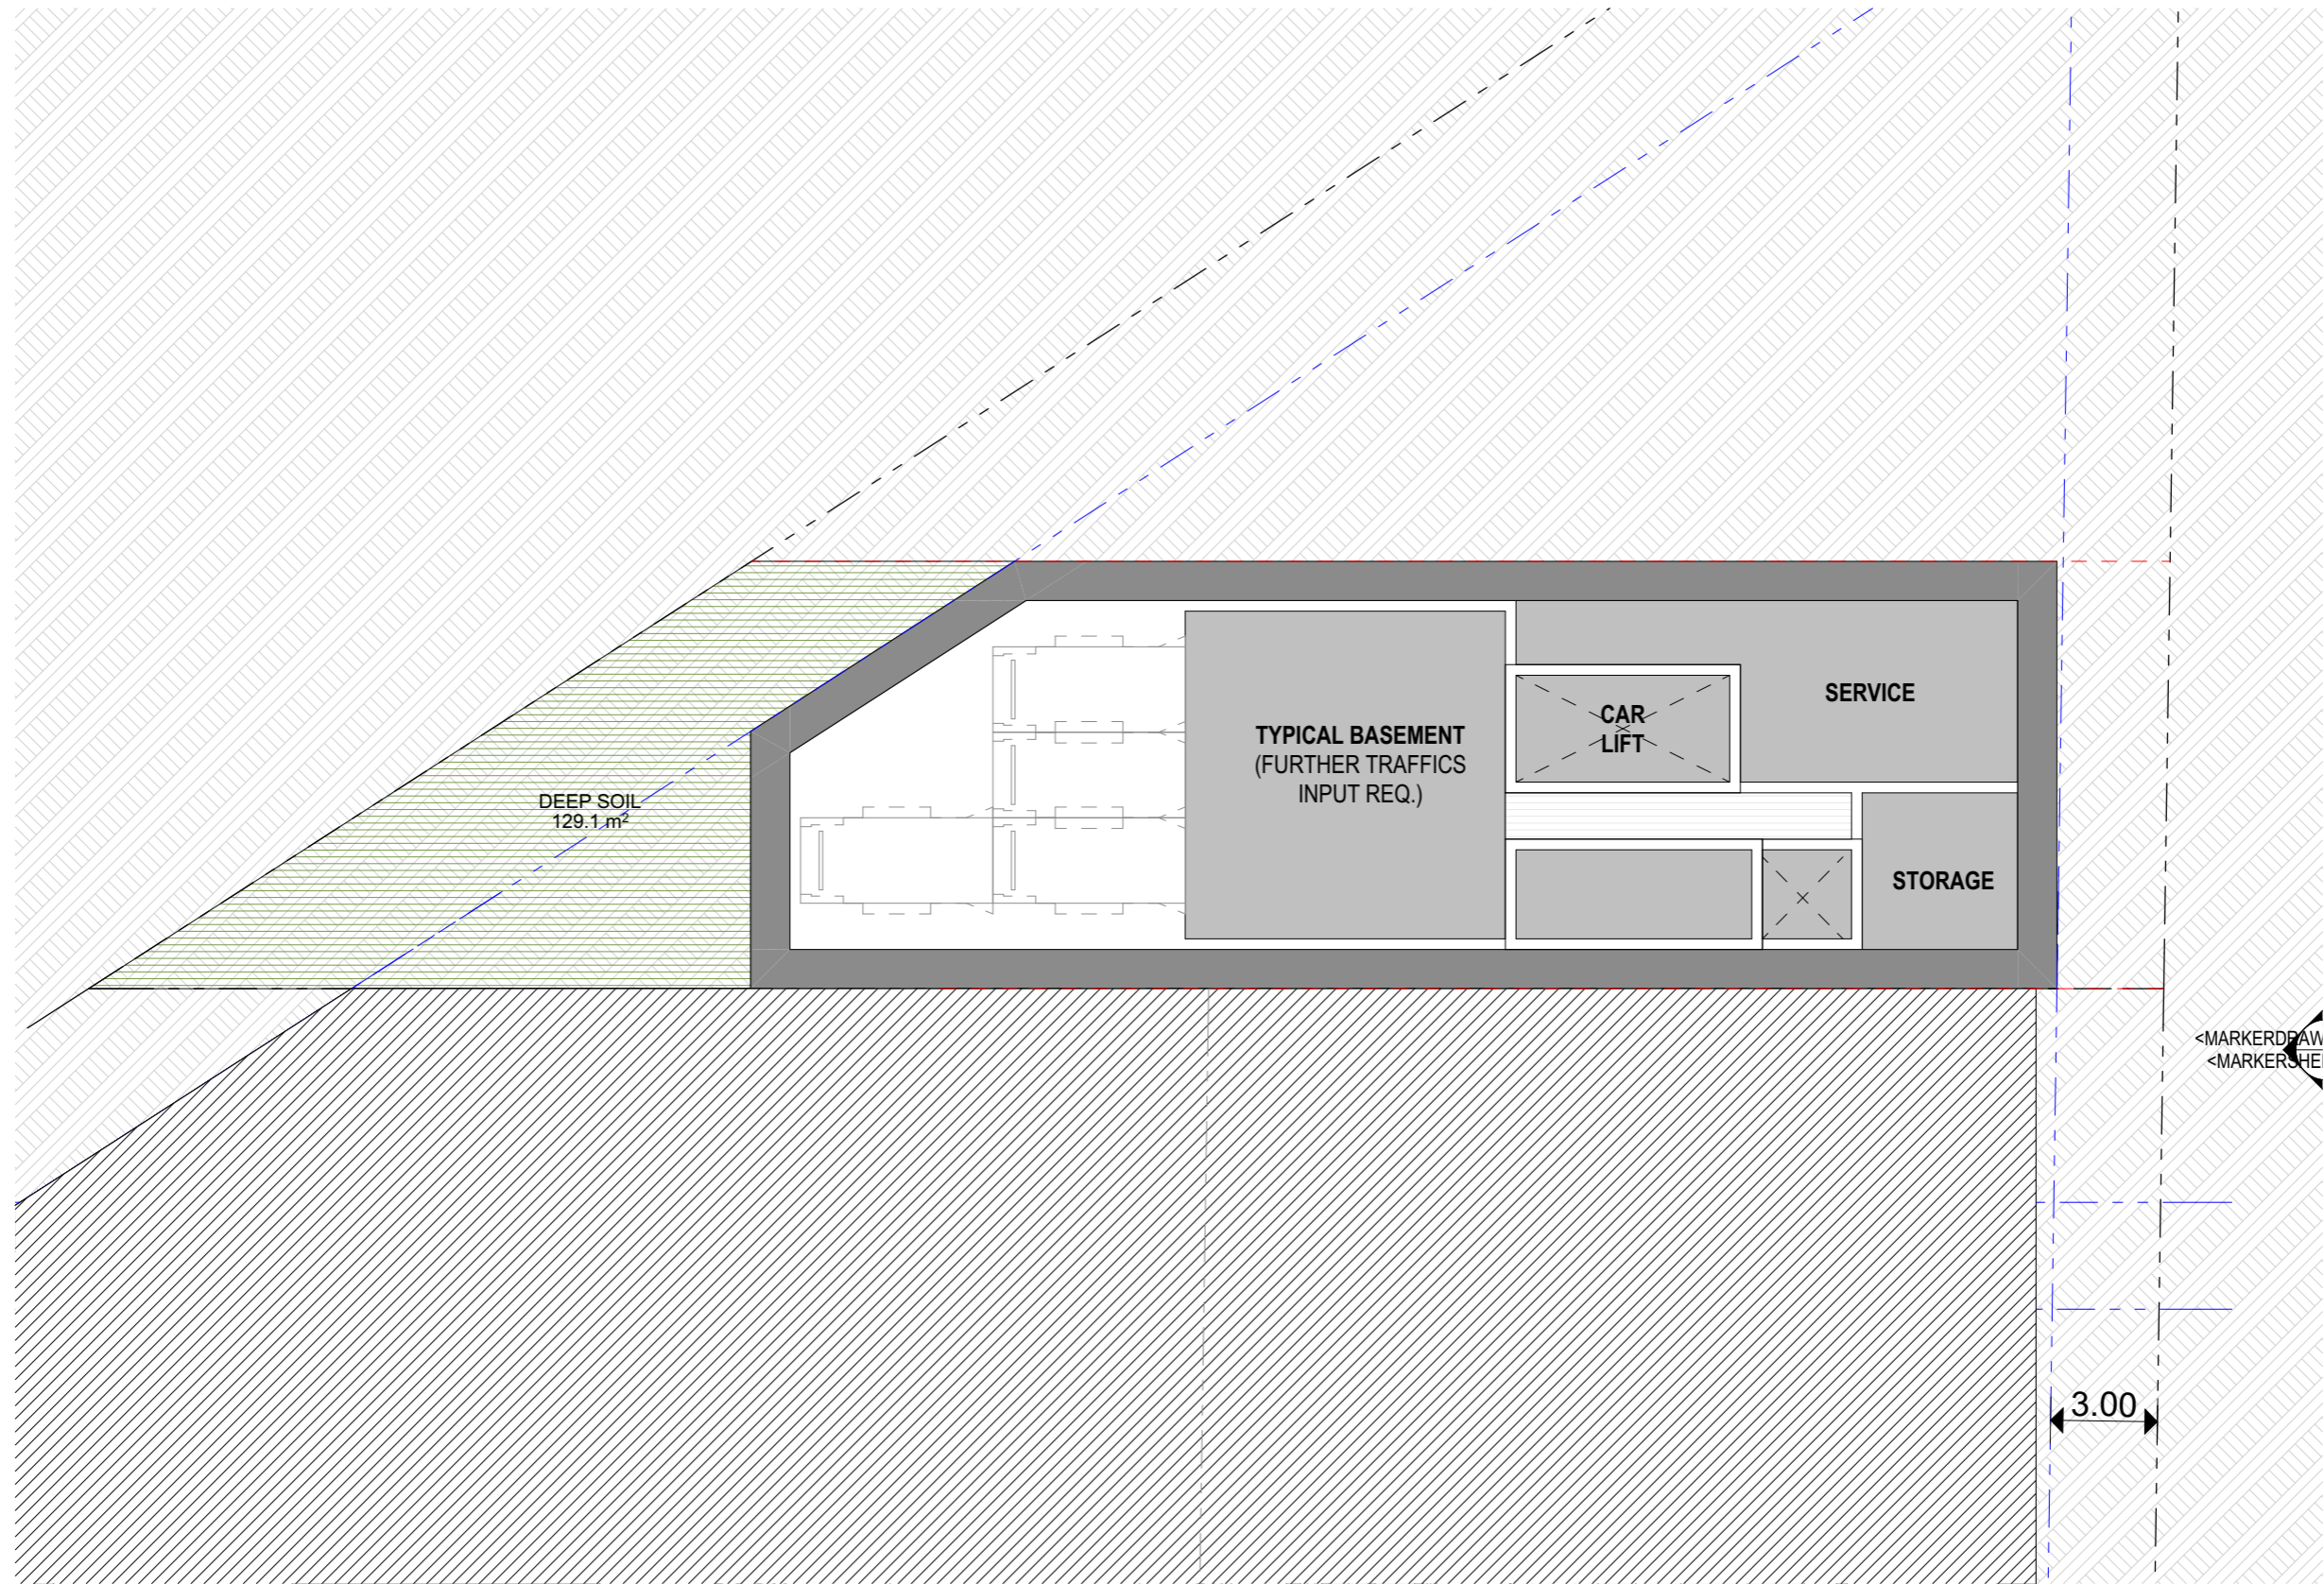 CAR
LIFT
SERVICE
TYPICAL BASEMENT
(FURTHER TRAFFICS
INPUT REQ.)
DEEP SOIL
129.1 m²
STORAGE
3.00